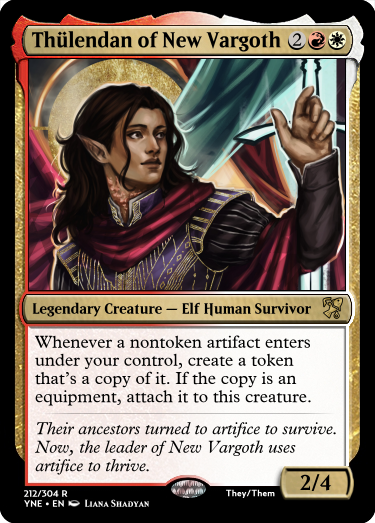 Thülendan of New Vargoth 2
Legendary Creature — Elf Human Survivor
Whenever a nontoken artifact enters
under your control, create a token
that's a copy of it. If the copy is an
equipment, attach it to this creature.
Their ancestors turned to artifice to survive.
Now, the leader of New Vargoth uses
artifice to thrive.
2/4
212/304 R
They/Them
YNE • EN Liana Shadyan